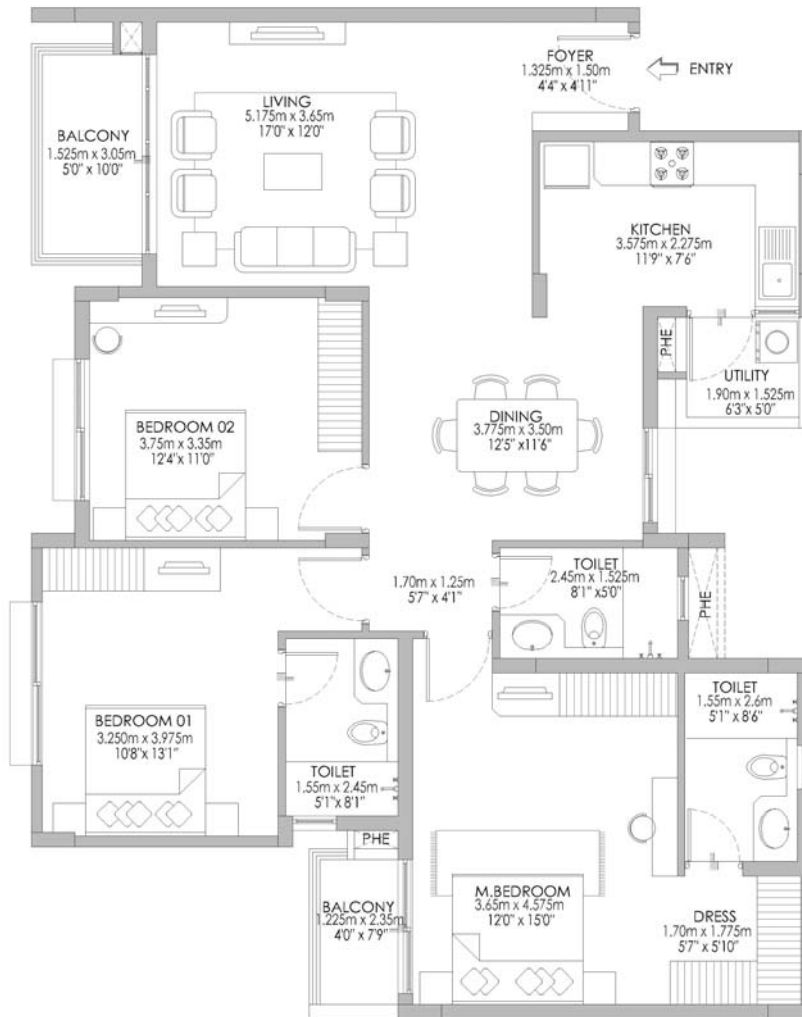 FOYER
1.325m x 1.50m
4'4" x 4'11"
ENTRY
LIVING
5.175m x 3.65m
17'0" x 12'0"
BALCONY
1.525m x 3.05m
5'0" x 10'0"
KITCHEN
3.575m x 2.275m
11'9" x 7'6"
PHE
UTILITY
1.90m x 1.525m
6'3"x 5'0"
BEDROOM 02
3.75m x 3.35m
12'4"x 11'0"
DINING
3.775m x 3.50m
12'5" x11'6"
1.70m x 1.25m
5'7" x 4'1"
TOILET
2.45m x 1.525m
8'1" x5'0"
PHE
BEDROOM 01
3.250m x 3.975m
10'8"x 13'1"
TOILET
1.55m x 2.45m
5'1"x 8'1"
TOILET
1.55m x 2.6m
5'1" x 8'6"
PHE
BALCONY
1.225m x 2.35m
4'0" x 7'9"
M.BEDROOM
3.65m x 4.575m
12'0" x 15'0"
DRESS
1.70m x 1.775m
5'7" x 5'10"